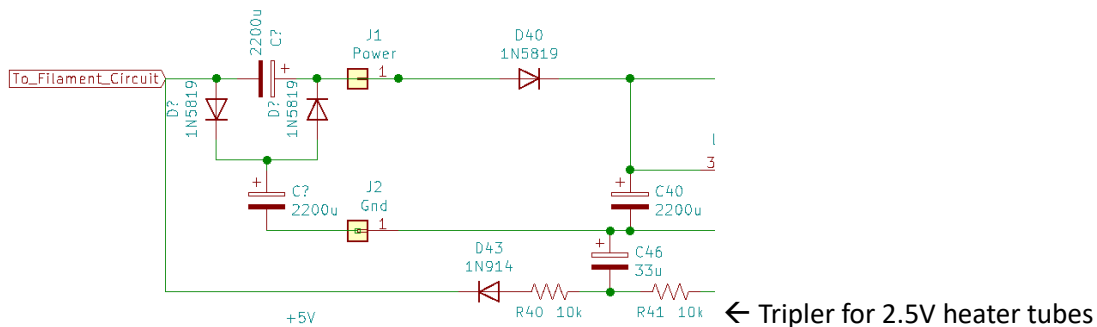 2200u
C?
J1
Power
1
D40
1N5819
To_Filament_Circuit
D?
1N5819
D?
1N5819
+
+
C?
2200u
J2
Gnd
1
3
+
C40
2200u
+
C46
33u
D43
1N914
+5V
R40 10k
R41 10k
← Tripler for 2.5V heater tubes